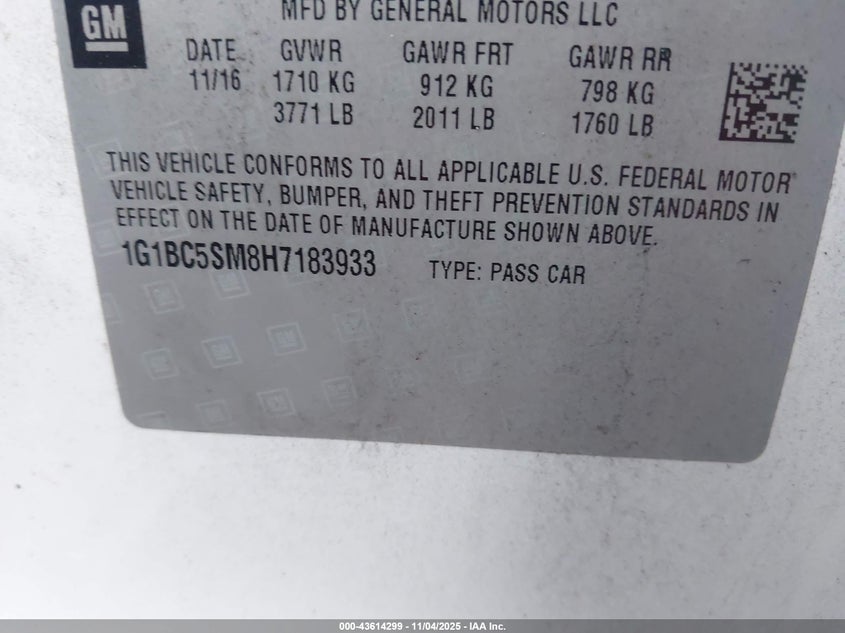 GM
MFD BY GENERAL MOTORS LLC
DATE GVWR GAWR FRT GAWR RR
11/16 1710 KG 912 KG 798 KG
3771 LB 2011 LB 1760 LB
THIS VEHICLE CONFORMS TO ALL APPLICABLE U.S. FEDERAL MOTOR
VEHICLE SAFETY, BUMPER, AND THEFT PREVENTION STANDARDS IN
EFFECT ON THE DATE OF MANUFACTURE SHOWN ABOVE.
1G1BC5SM8H7183933 TYPE: PASS CAR
000-43614299 - 11/04/2025 - IAA Inc.